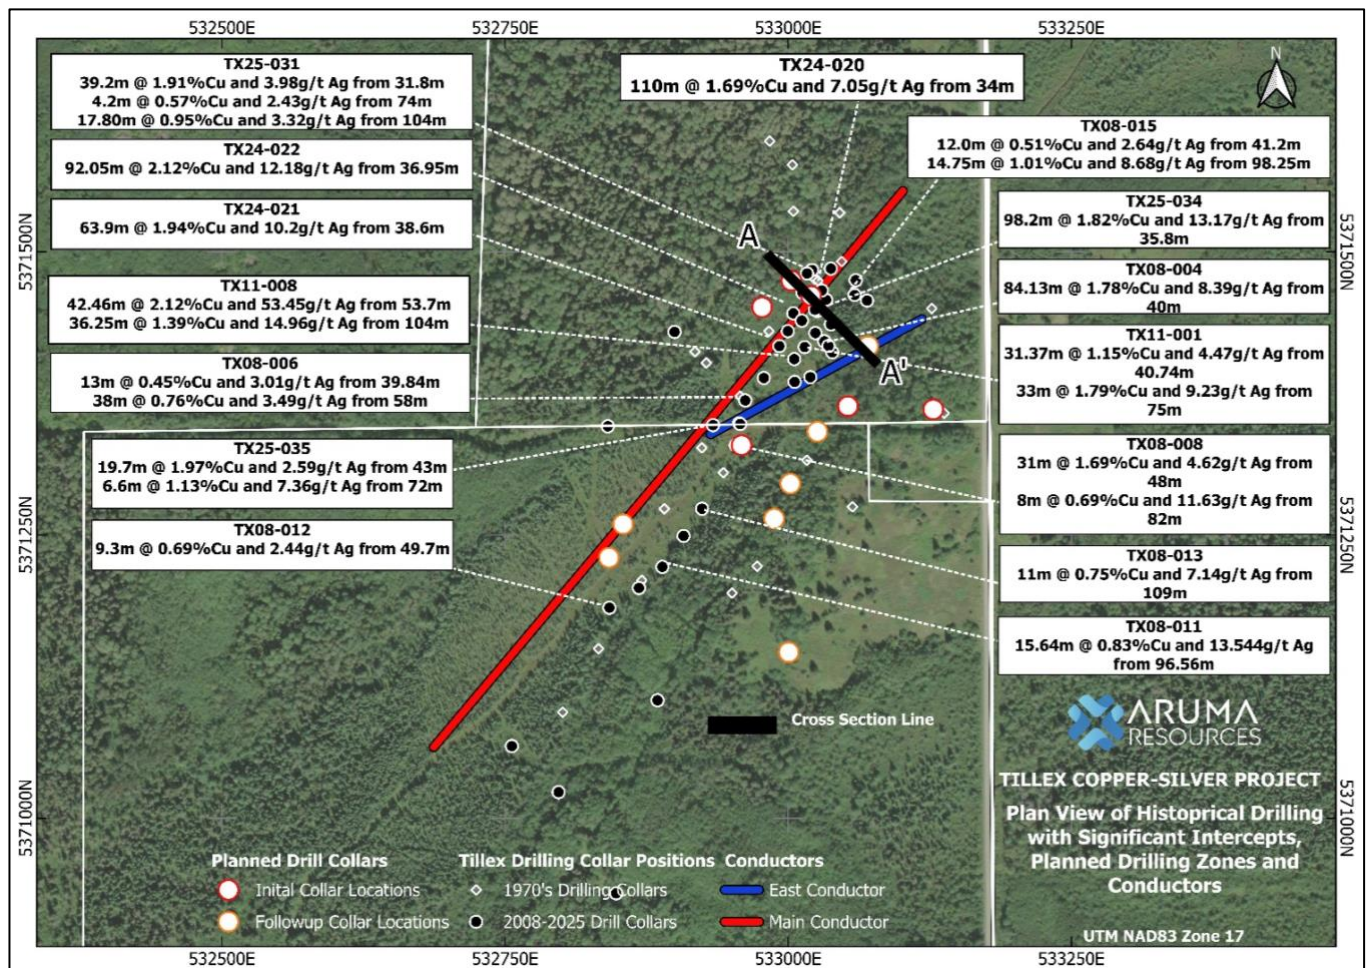 532500E
532750E
533000E
533250E
TX25-031
39.2m @ 1.91%Cu and 3.98g/t Ag from 31.8m
4.2m @ 0.57%Cu and 2.43g/t Ag from 74m
17.80m @ 0.95%Cu and 3.32g/t Ag from 104m
TX24-022
92.05m @ 2.12%Cu and 12.18g/t Ag from 36.95m
TX24-021
63.9m @ 1.94%Cu and 10.2g/t Ag from 38.6m
TX11-008
42.46m @ 2.12%Cu and 53.45g/t Ag from 53.7m
36.25m @ 1.39%Cu and 14.96g/t Ag from 104m
TX08-006
13m @ 0.45%Cu and 3.01g/t Ag from 39.84m
38m @ 0.76%Cu and 3.49g/t Ag from 58m
TX25-035
19.7m @ 1.97%Cu and 2.59g/t Ag from 43m
6.6m @ 1.13%Cu and 7.36g/t Ag from 72m
TX08-012
9.3m @ 0.69%Cu and 2.44g/t Ag from 49.7m
TX24-020
110m @ 1.69%Cu and 7.05g/t Ag from 34m
N
TX08-015
12.0m @ 0.51%Cu and 2.64g/t Ag from 41.2m
14.75m @ 1.01%Cu and 8.68g/t Ag from 98.25m
TX25-034
98.2m @ 1.82%Cu and 13.17g/t Ag from
35.8m
TX08-004
84.13m @ 1.78%Cu and 8.39g/t Ag from
40m
TX11-001
31.37m @ 1.15%Cu and 4.47g/t Ag from
40.74m
33m @ 1.79%Cu and 9.23g/t Ag from
75m
TX08-008
31m @ 1.69%Cu and 4.62g/t Ag from
48m
8m @ 0.69%Cu and 11.63g/t Ag from
82m
TX08-013
11m @ 0.75%Cu and 7.14g/t Ag from
109m
TX08-011
15.64m @ 0.83%Cu and 13.544g/t Ag
from 96.56m
A
A'
5371500N
5371250N
5371000N
5371500N
5371250N
5371000N
Cross Section Line
ARUMA
RESOURCES
TILLEX COPPER-SILVER PROJECT
Plan View of Histoprical Drilling
with Significant Intercepts,
Planned Drilling Zones and
Conductors
UTM NAD83 Zone 17
Planned Drill Collars
Inital Collar Locations
Followup Collar Locations
Tillex Drilling Collar Positions
1970's Drilling Collars
2008-2025 Drill Collars
Conductors
East Conductor
Main Conductor
532500E
532750E
533000E
533250E